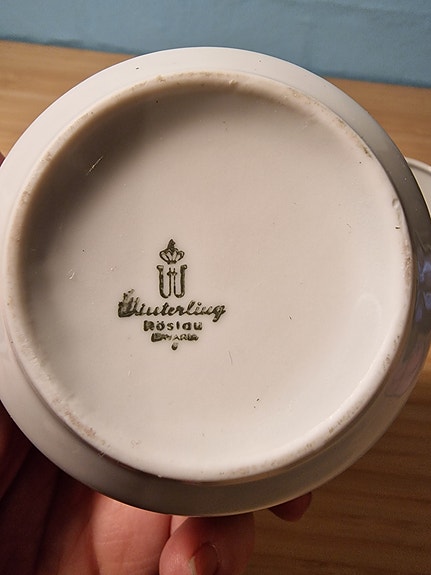 W
Winterling
Röslau
BAVARIA